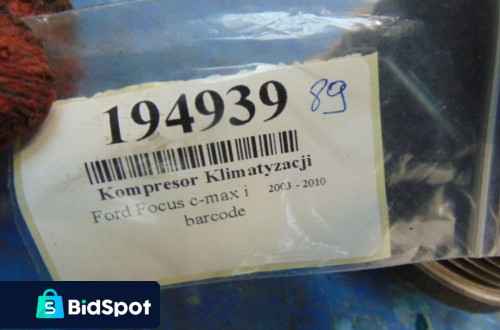 194939 89
Kompresor Klimatyzacji
Ford Focus c-max i 2003 - 2010
barcode
BidSpot